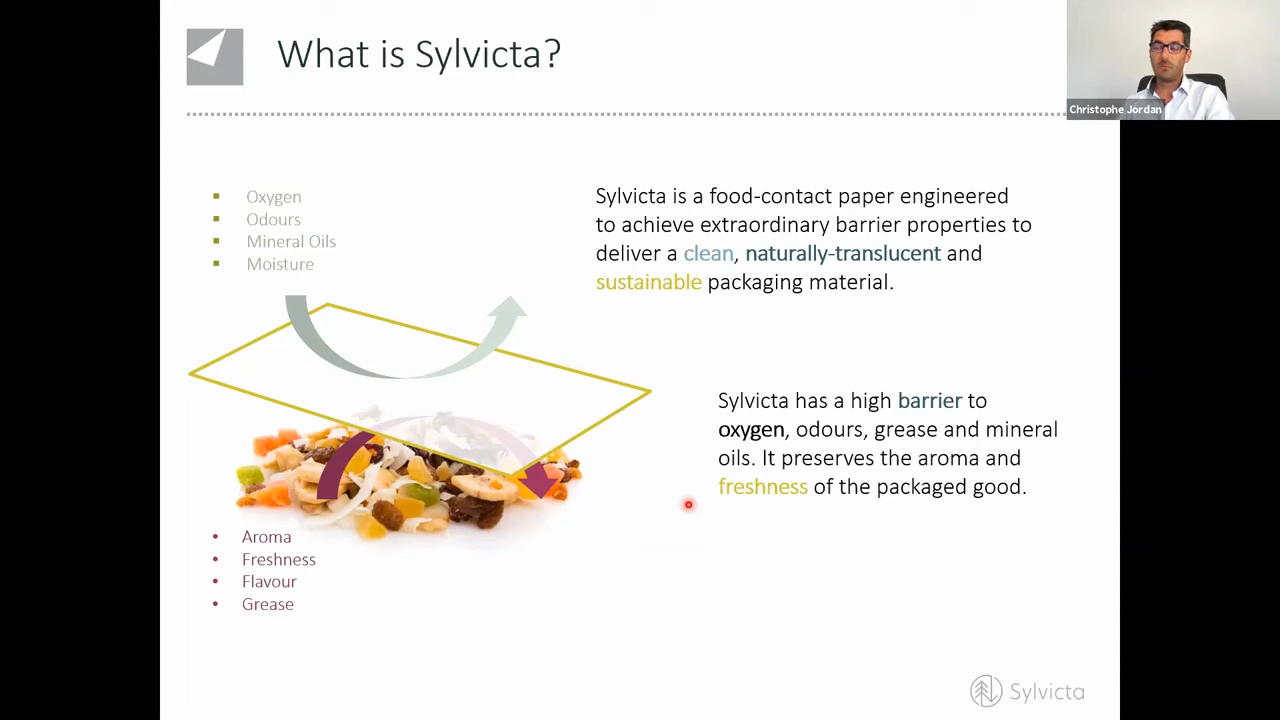 What is Sylvicta?
Christophe Jordan
Oxygen
Odours
Mineral Oils
Moisture
Sylvicta is a food-contact paper engineered
to achieve extraordinary barrier properties to
deliver a clean, naturally-translucent and
sustainable packaging material.
Sylvicta has a high barrier to
oxygen, odours, grease and mineral
oils. It preserves the aroma and
freshness of the packaged good.
Aroma
Freshness
Flavour
Grease
Sylvicta